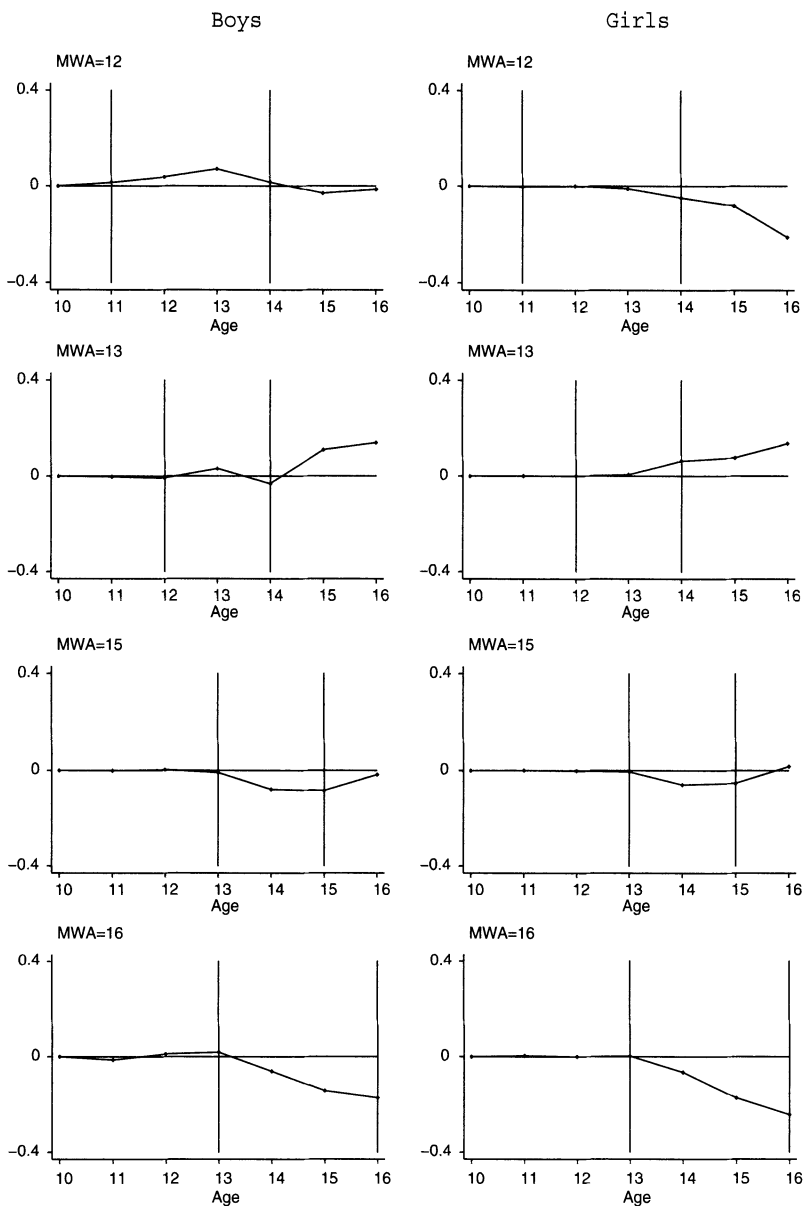 Boys Girls
MWA=12 MWA=12
0.4 0.4
0 0
−0.4 −0.4
10 11 12 13 14 15 16 10 11 12 13 14 15 16
Age Age
MWA=13 MWA=13
0.4 0.4
0 0
−0.4 −0.4
10 11 12 13 14 15 16 10 11 12 13 14 15 16
Age Age
MWA=15 MWA=15
0.4 0.4
0 0
−0.4 −0.4
10 11 12 13 14 15 16 10 11 12 13 14 15 16
Age Age
MWA=16 MWA=16
0.4 0.4
0 0
−0.4 −0.4
10 11 12 13 14 15 16 10 11 12 13 14 15 16
Age Age